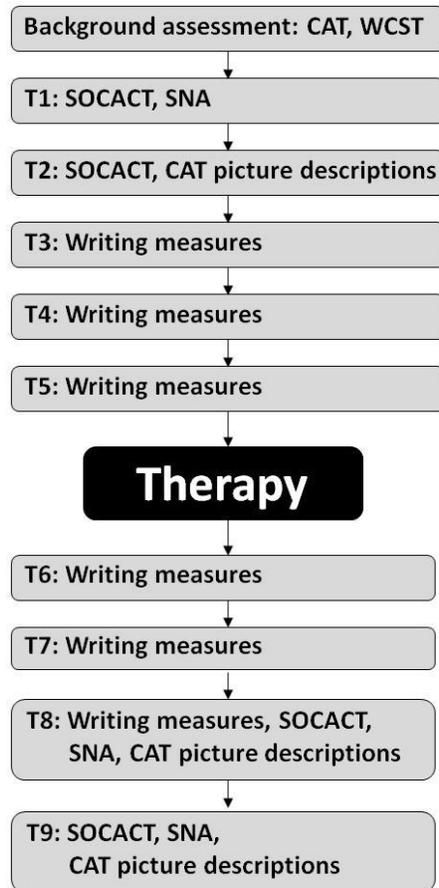 Background assessment: CAT, WCST
T1: SOCACT, SNA
T2: SOCACT, CAT picture descriptions
T3: Writing measures
T4: Writing measures
T5: Writing measures
Therapy
T6: Writing measures
T7: Writing measures
T8: Writing measures, SOCACT,
SNA, CAT picture descriptions
T9: SOCACT, SNA,
CAT picture descriptions